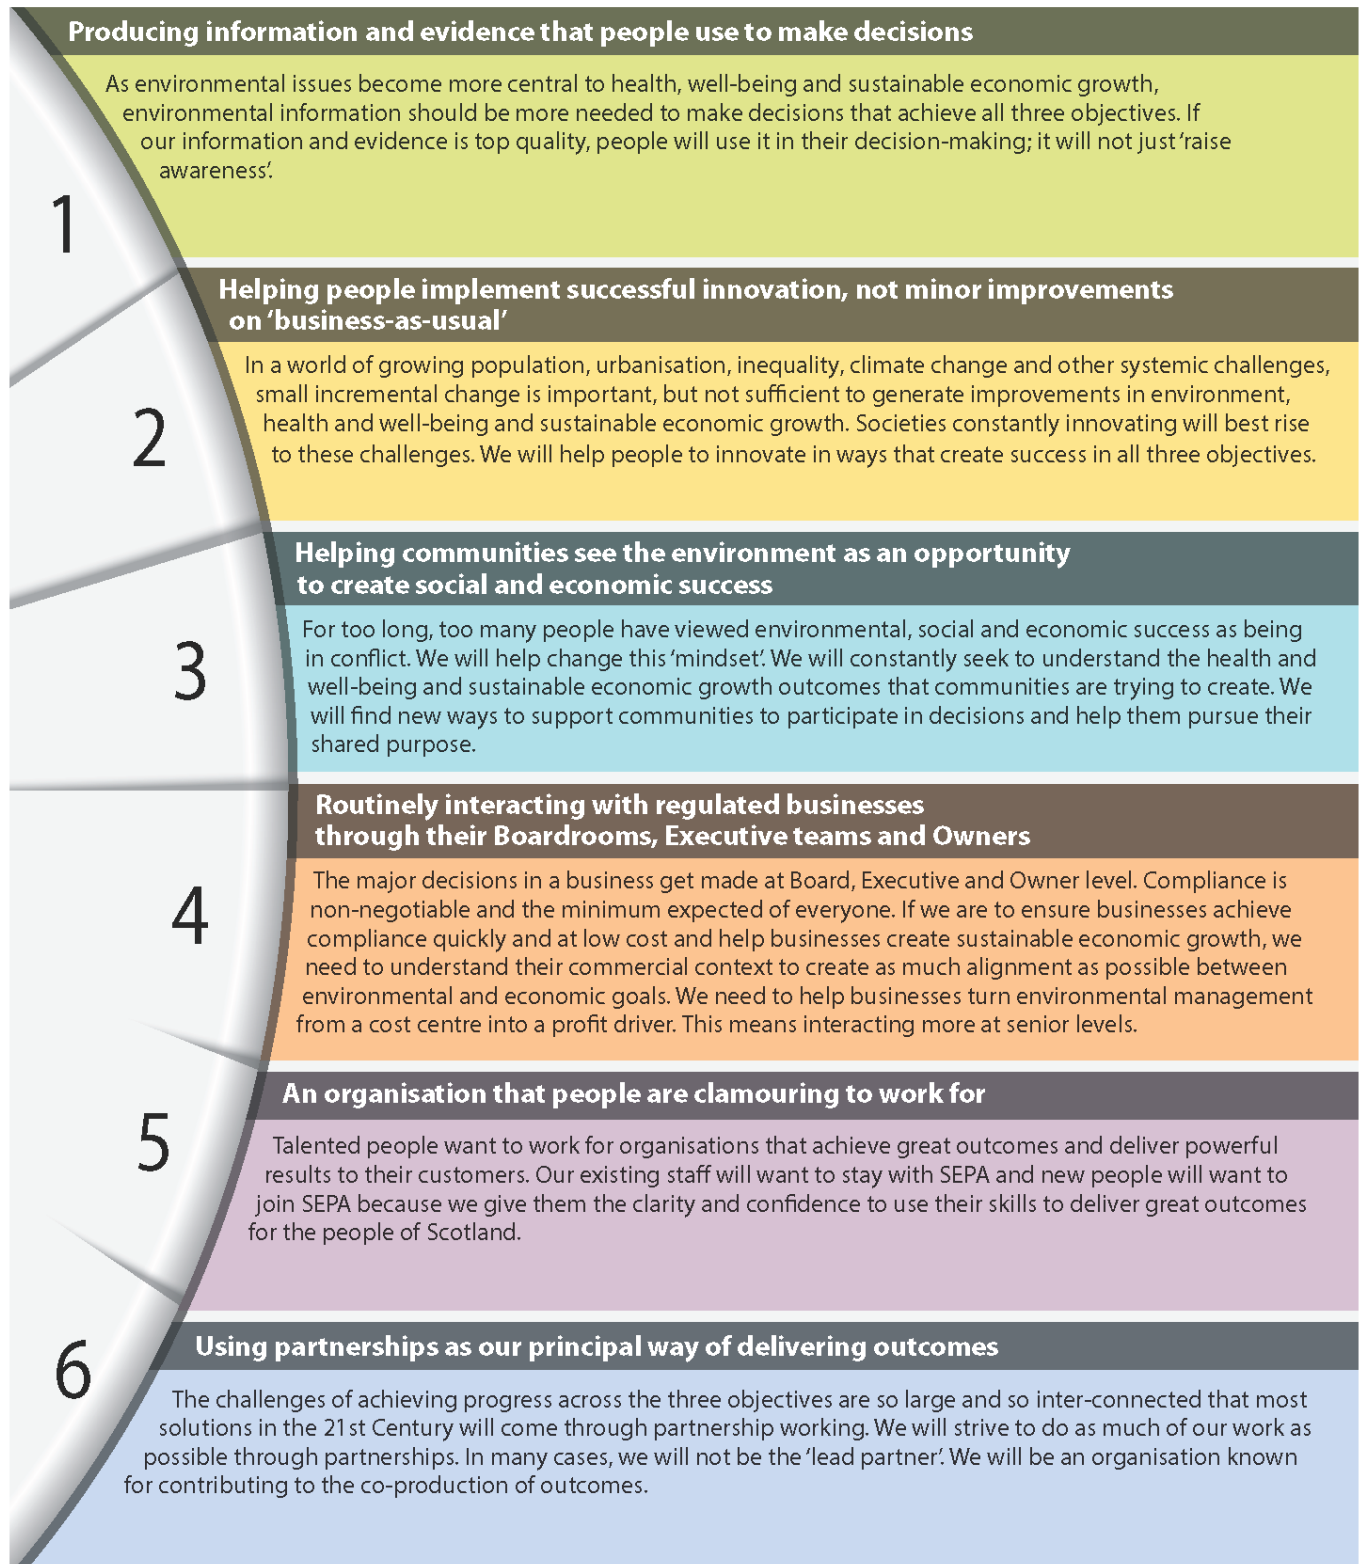 Producing information and evidence that people use to make decisions
As environmental issues become more central to health, well-being and sustainable economic growth,
environmental information should be more needed to make decisions that achieve all three objectives. If
our information and evidence is top quality, people will use it in their decision-making; it will not just ‘raise
awareness’.
1
Helping people implement successful innovation, not minor improvements
on ‘business-as-usual’
In a world of growing population, urbanisation, inequality, climate change and other systemic challenges,
small incremental change is important, but not sufficient to generate improvements in environment,
health and well-being and sustainable economic growth. Societies constantly innovating will best rise
to these challenges. We will help people to innovate in ways that create success in all three objectives.
2
Helping communities see the environment as an opportunity
to create social and economic success
For too long, too many people have viewed environmental, social and economic success as being
in conflict. We will help change this ‘mindset’. We will constantly seek to understand the health and
well-being and sustainable economic growth outcomes that communities are trying to create. We
will find new ways to support communities to participate in decisions and help them pursue their
shared purpose.
3
Routinely interacting with regulated businesses
through their Boardrooms, Executive teams and Owners
The major decisions in a business get made at Board, Executive and Owner level. Compliance is
non-negotiable and the minimum expected of everyone. If we are to ensure businesses achieve
compliance quickly and at low cost and help businesses create sustainable economic growth, we
need to understand their commercial context to create as much alignment as possible between
environmental and economic goals. We need to help businesses turn environmental management
from a cost centre into a profit driver. This means interacting more at senior levels.
4
An organisation that people are clamouring to work for
Talented people want to work for organisations that achieve great outcomes and deliver powerful
results to their customers. Our existing staff will want to stay with SEPA and new people will want to
join SEPA because we give them the clarity and confidence to use their skills to deliver great outcomes
for the people of Scotland.
5
Using partnerships as our principal way of delivering outcomes
The challenges of achieving progress across the three objectives are so large and so inter-connected that most
solutions in the 21st Century will come through partnership working. We will strive to do as much of our work as
possible through partnerships. In many cases, we will not be the ‘lead partner’. We will be an organisation known
for contributing to the co-production of outcomes.
6